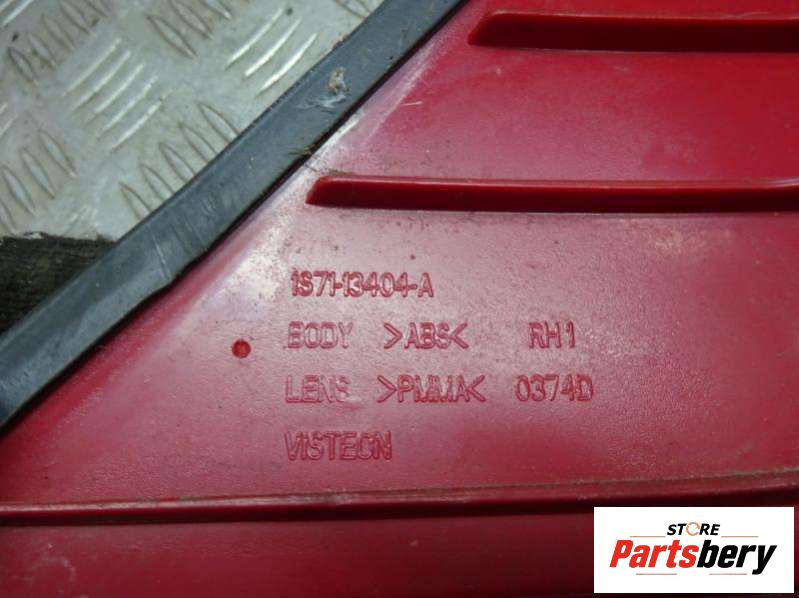 1S71-13404-A
BODY >ABS< RH1
LENS >PMMA< 0374D
VISTEON
STORE
Partsbery